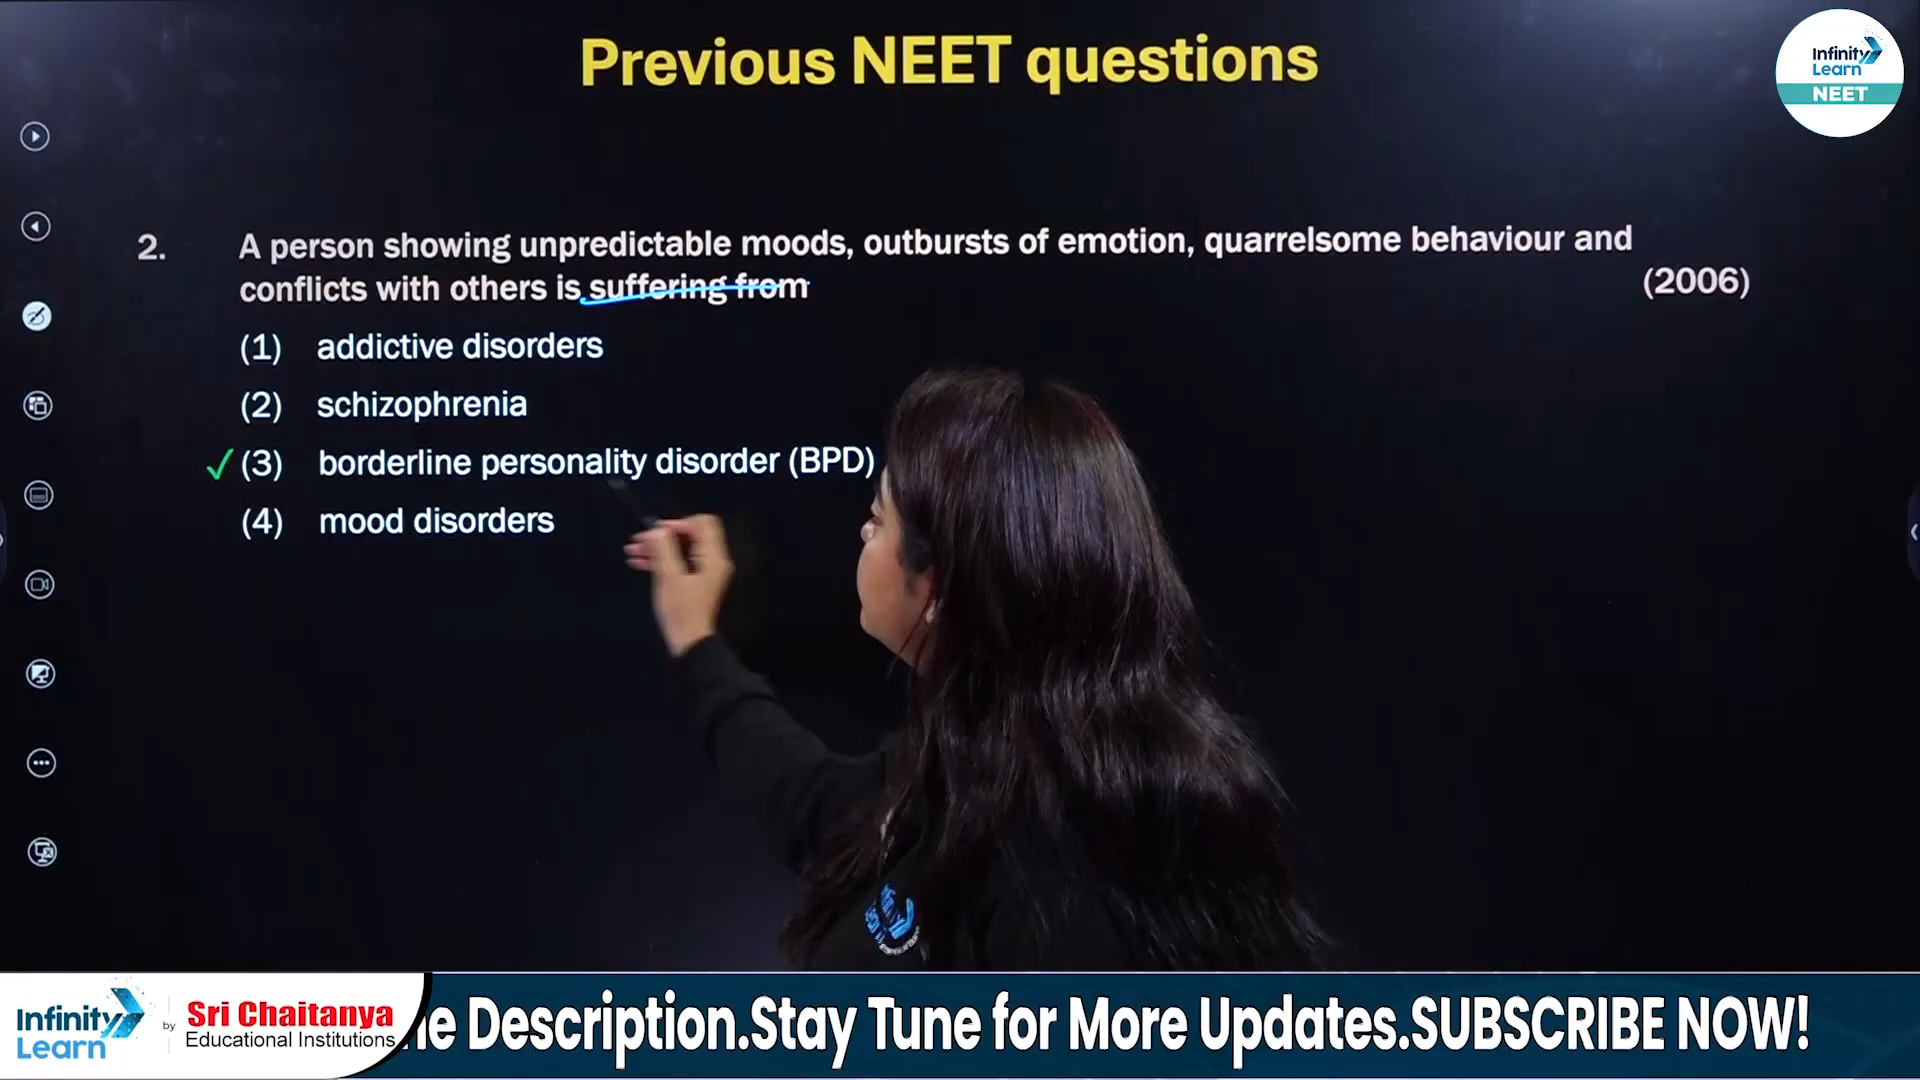 Previous NEET questions
Infinity
Learn
NEET
2. A person showing unpredictable moods, outbursts of emotion, quarrelsome behaviour and
conflicts with others is suffering from (2006)
(1) addictive disorders
(2) schizophrenia
✓ (3) borderline personality disorder (BPD)
(4) mood disorders
Infinity
Learn
by
Sri Chaitanya
Educational Institutions
Description.Stay Tune for More Updates.SUBSCRIBE NOW!